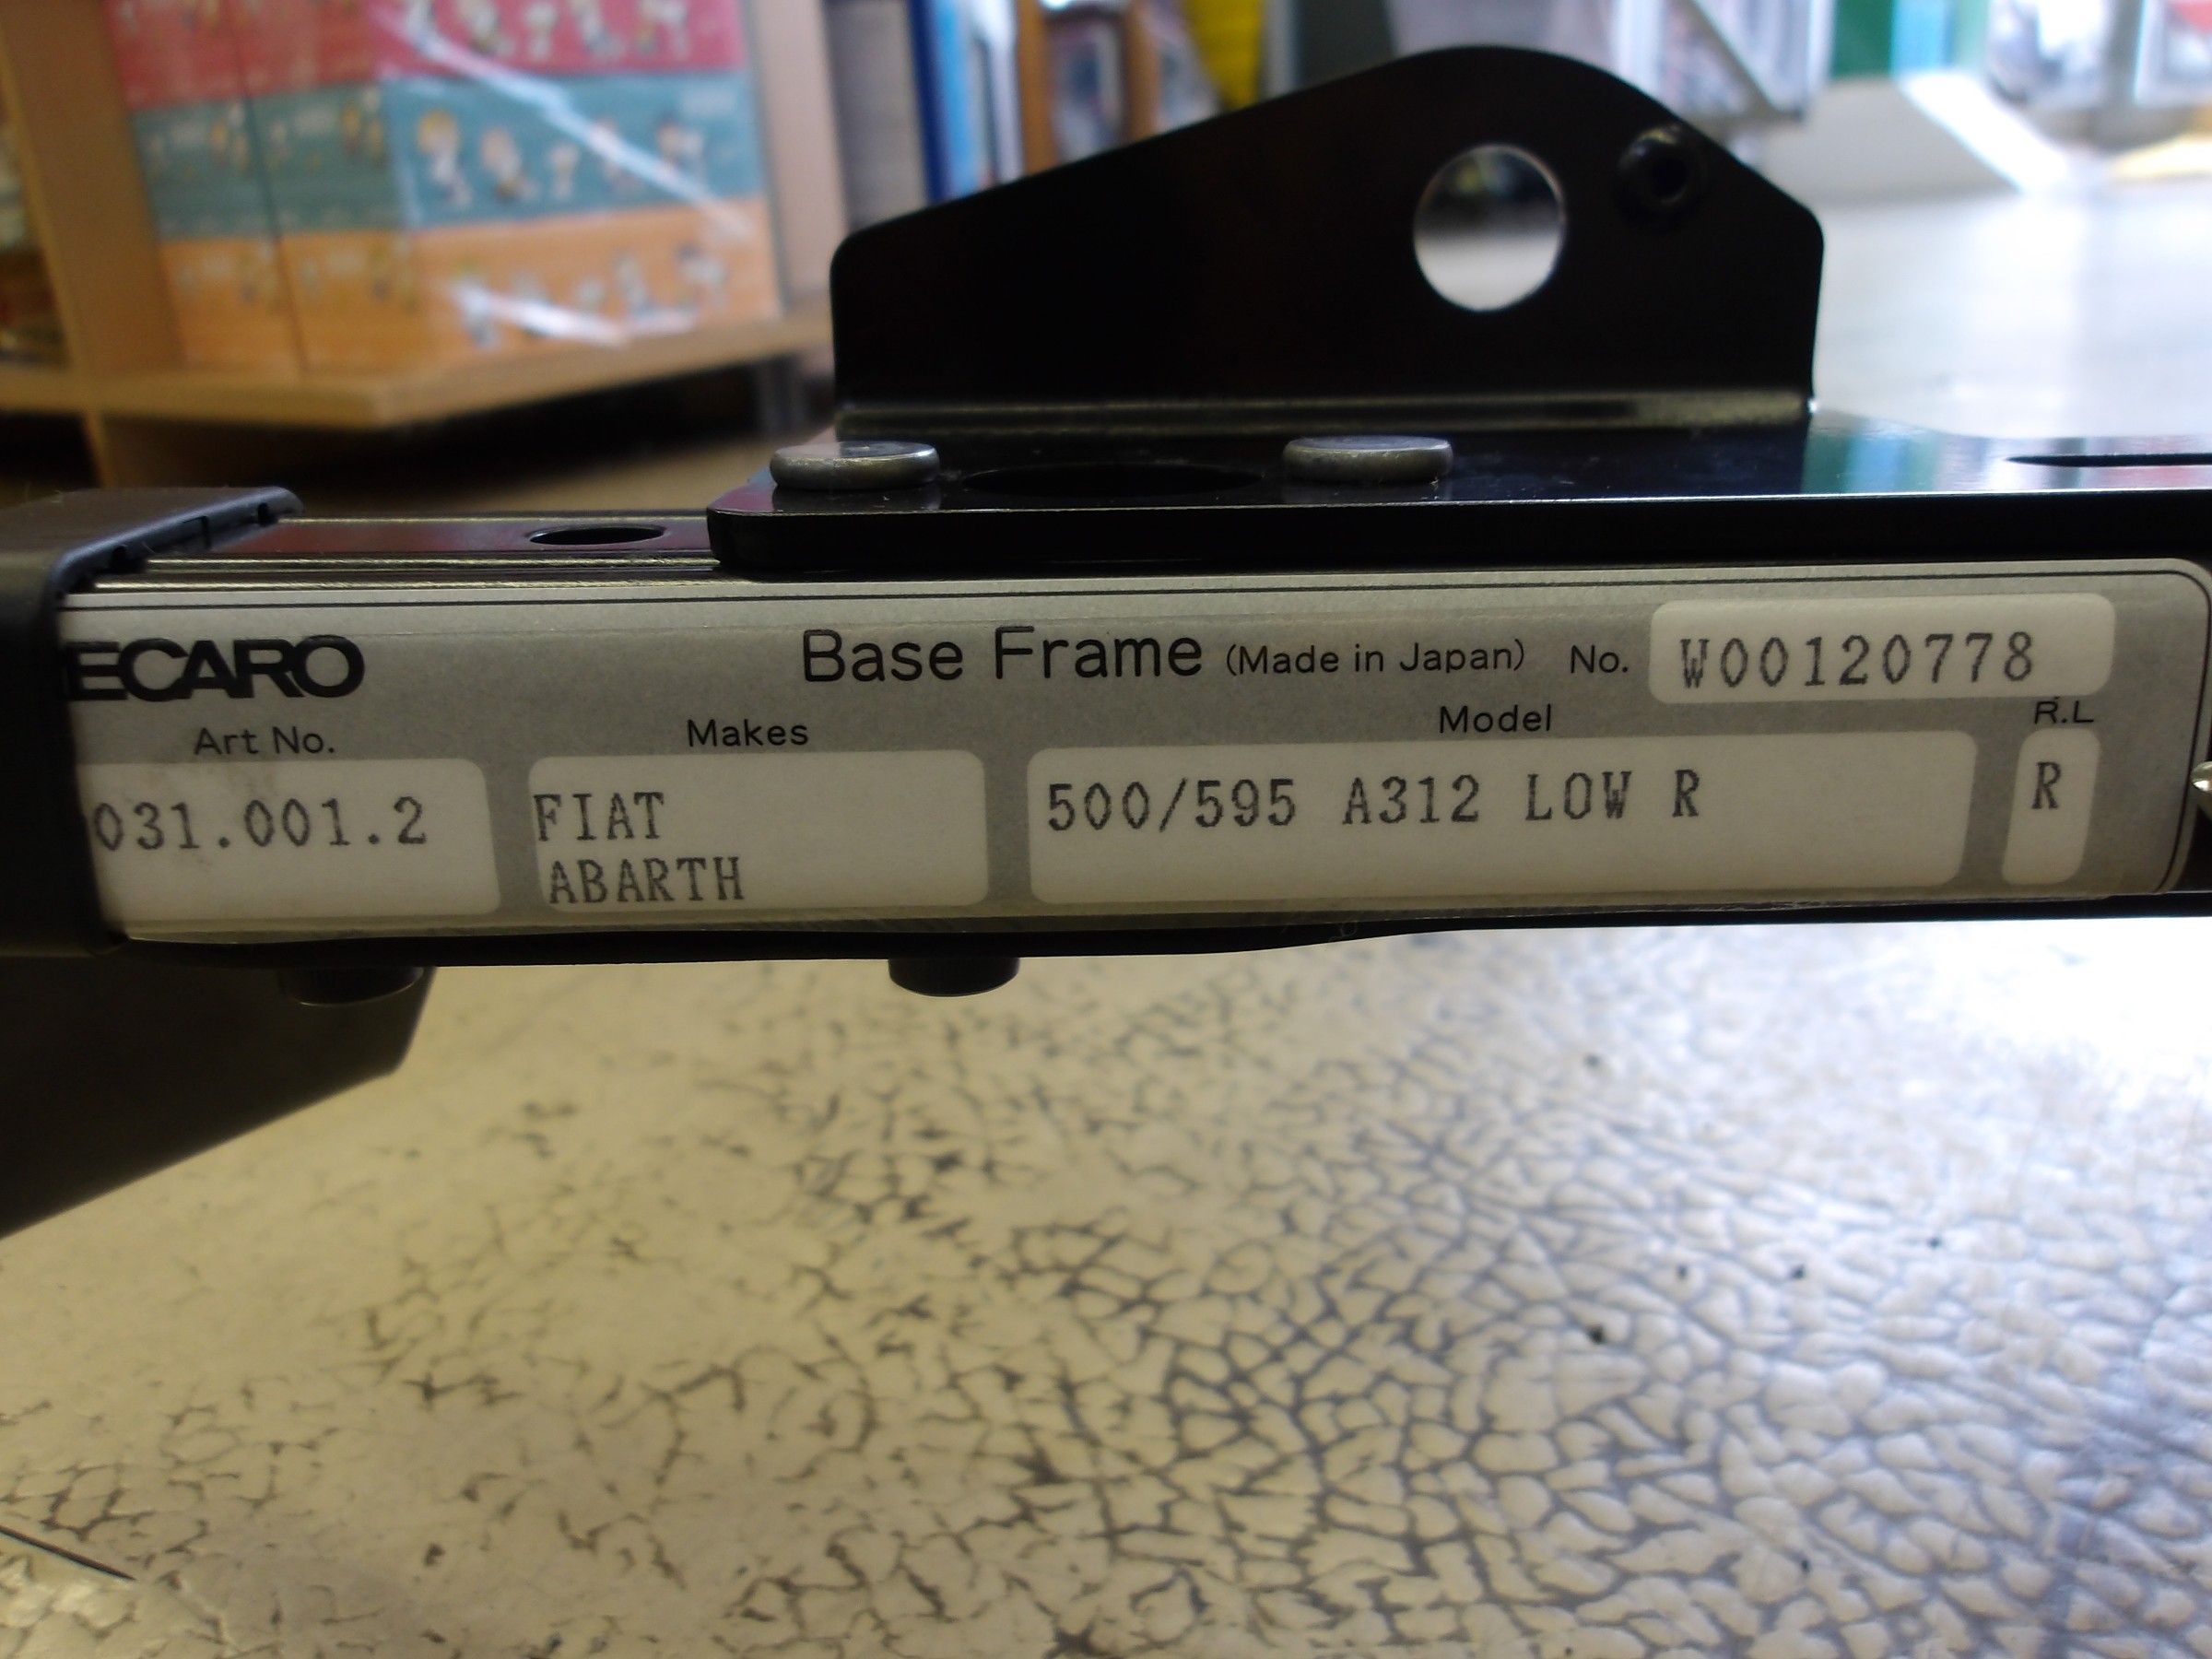 ECARO Base Frame (Made in Japan) No. W00120778
Art No. Makes Model R.L
031.001.2 FIAT 500/595 A312 LOW R R
ABARTH